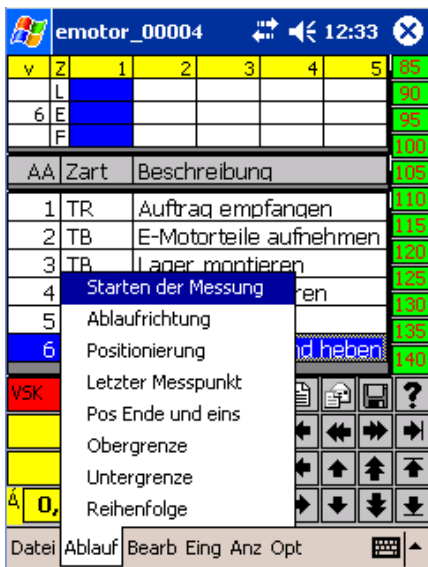 emotor_00004 12:33
v Z 1 2 3 4 5 85
L 90
6 E 95
F 100
AA Zart Beschreibung 105
1 TR Auftrag empfangen 110
2 TB E-Motorteile aufnehmen 115
3 TB Lager montieren 120
4 Starten der Messung ren 125
5 Ablaufrichtung 130
135
6 Positionierung nd heben 140
VSK Letzter Messpunkt ?
Pos Ende und eins
Obergrenze
Untergrenze
0, Reihenfolge
Datei Ablauf Bearb Eing Anz Opt